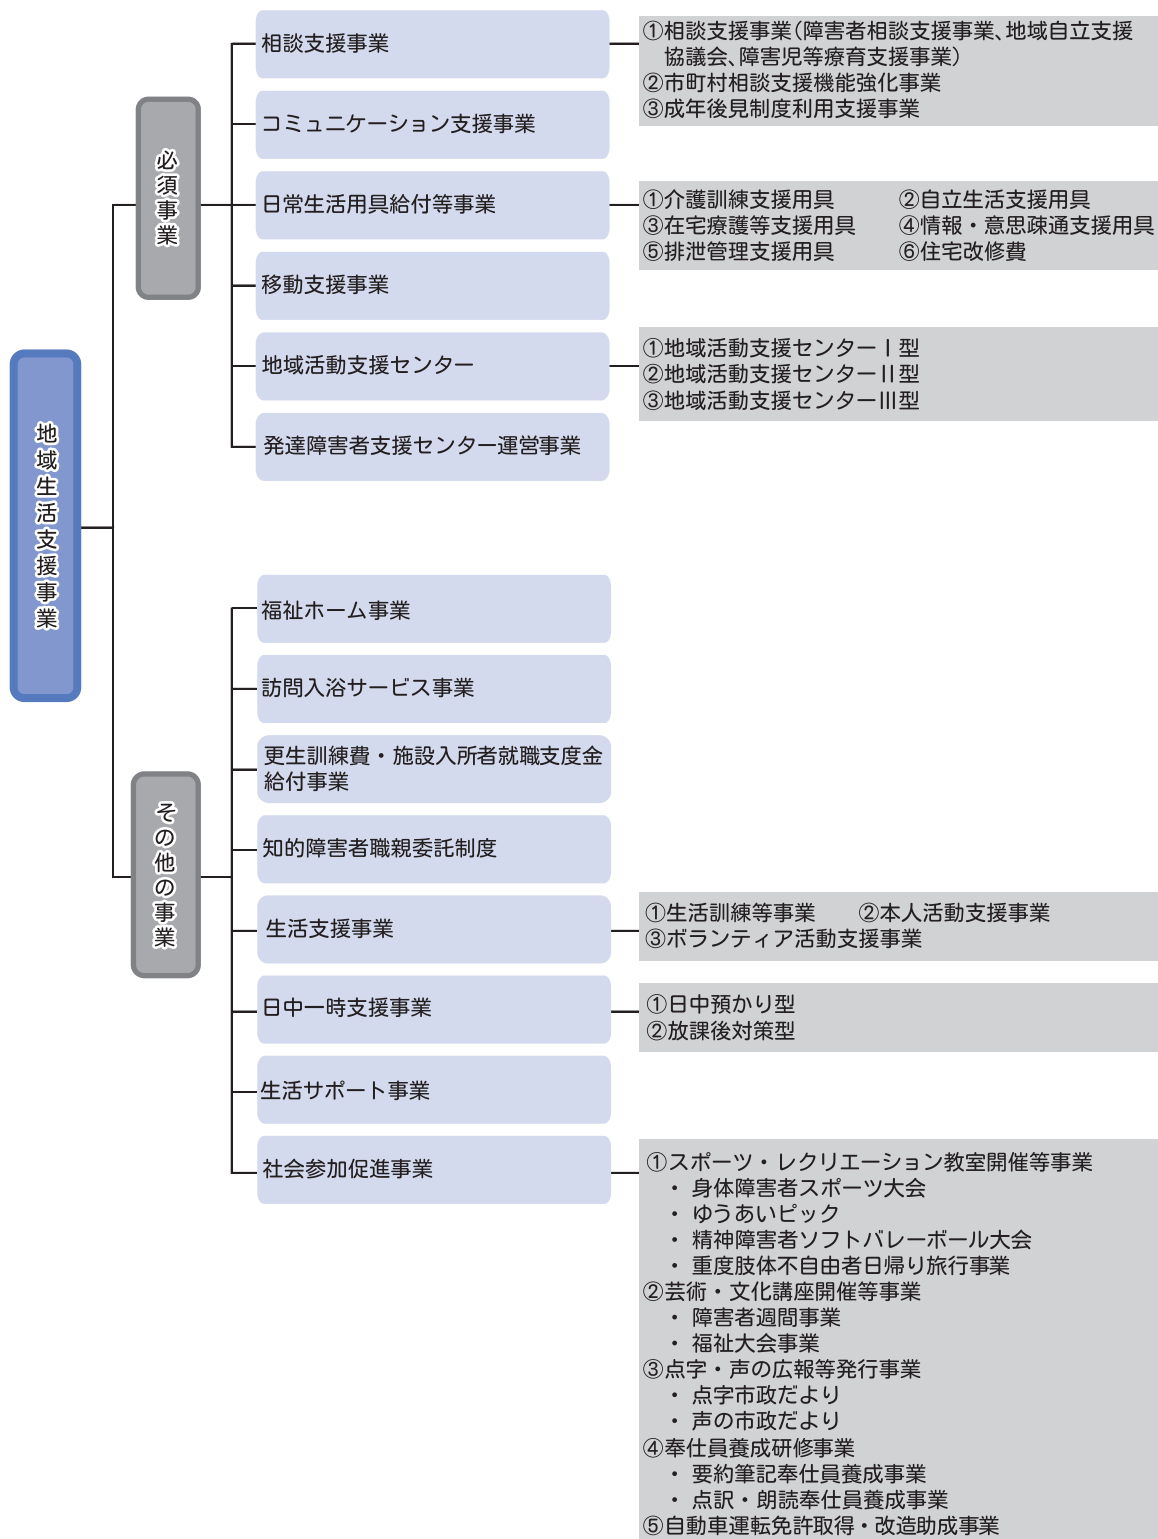 地域生活支援事業
必須事業
相談支援事業
①相談支援事業(障害者相談支援事業、地域自立支援
協議会、障害児等療育支援事業)
②市町村相談支援機能強化事業
③成年後見制度利用支援事業
コミュニケーション支援事業
日常生活用具給付等事業
①介護訓練支援用具 ②自立生活支援用具
③在宅療護等支援用具 ④情報・意思疎通支援用具
⑤排泄管理支援用具 ⑥住宅改修費
移動支援事業
地域活動支援センター
①地域活動支援センターⅠ型
②地域活動支援センターⅡ型
③地域活動支援センターⅢ型
発達障害者支援センター運営事業
その他の事業
福祉ホーム事業
訪問入浴サービス事業
更生訓練費・施設入所者就職支度金
給付事業
知的障害者職親委託制度
生活支援事業
①生活訓練等事業 ②本人活動支援事業
③ボランティア活動支援事業
日中一時支援事業
①日中預かり型
②放課後対策型
生活サポート事業
社会参加促進事業
①スポーツ・レクリエーション教室開催等事業
・ 身体障害者スポーツ大会
・ ゆうあいピック
・ 精神障害者ソフトバレーボール大会
・ 重度肢体不自由者日帰り旅行事業
②芸術・文化講座開催等事業
・ 障害者週間事業
・ 福祉大会事業
③点字・声の広報等発行事業
・ 点字市政だより
・ 声の市政だより
④奉仕員養成研修事業
・ 要約筆記奉仕員養成事業
・ 点訳・朗読奉仕員養成事業
⑤自動車運転免許取得・改造助成事業